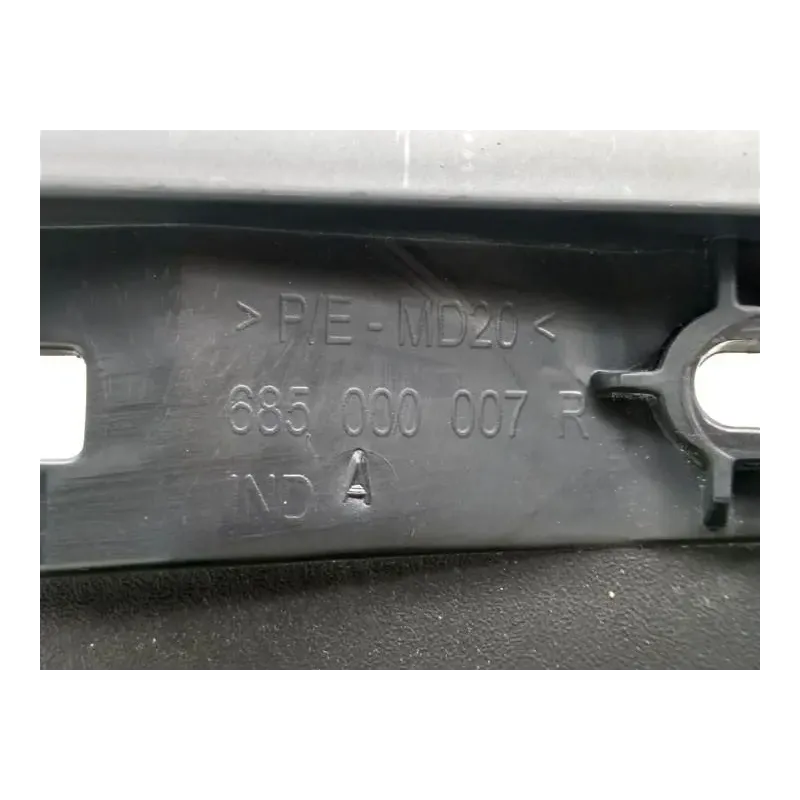 > P/E - MD20 <
685 000 007 R
IND A